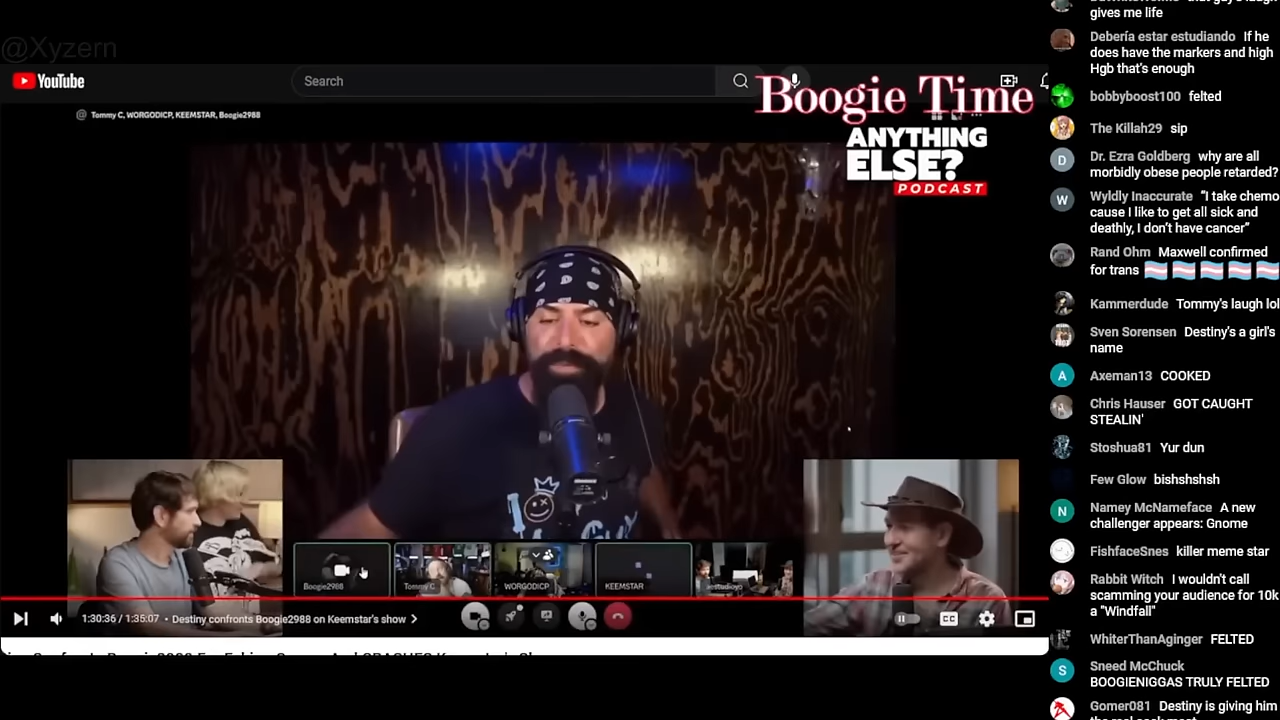 @Xyzern
YouTube
Search
Boogie Time
@ Tommy C, WORGODICP, KEEMSTAR, Boogie2988
ANYTHING
ELSE?
PODCAST
Boogie2988
Tommy C
WORGODICP
KEEMSTAR
1:30:36 / 1:35:07 • Destiny confronts Boogie2988 on Keemstar's show
CC
gives me life
Debería estar estudiando If he
does have the markers and high
Hgb that's enough
bobbyboost100 felted
The Killah29 sip
D
Dr. Ezra Goldberg why are all
morbidly obese people retarded?
W
Wyldly Inaccurate “I take chemo
cause I like to get all sick and
deathly, I don’t have cancer”
Rand Ohm Maxwell confirmed
for trans
Kammerdude Tommy's laugh lol
Sven Sorensen Destiny's a girl's
name
A
Axeman13 COOKED
Chris Hauser GOT CAUGHT
STEALIN'
Stoshua81 Yur dun
Few Glow bishshshsh
N
Namey McNameface A new
challenger appears: Gnome
FishfaceSnes killer meme star
Rabbit Witch I wouldn't call
scamming your audience for 10k
a "Windfall"
WhiterThanAginger FELTED
S
Sneed McChuck
BOOGIENIGGAS TRULY FELTED
Gomer081 Destiny is giving him